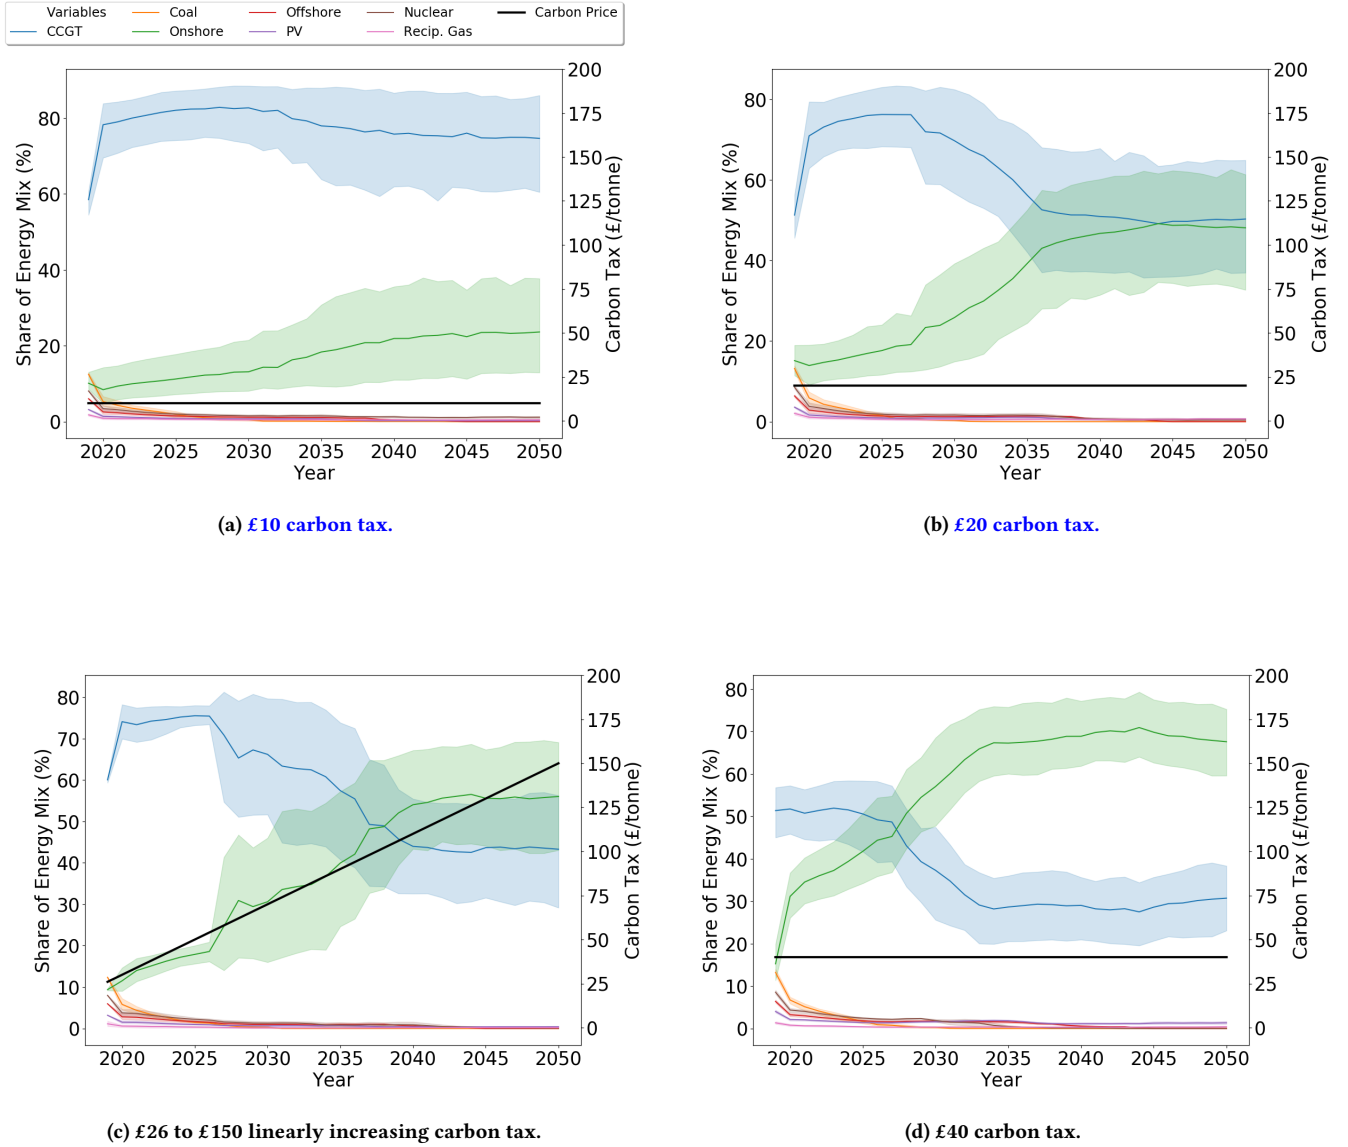 Variables Coal Offshore Nuclear Carbon Price
CCGT Onshore PV Recip. Gas
200
175
150
125
100
75
50
25
0
80
60
40
20
0
Share of Energy Mix (%)
Carbon Tax (£/tonne)
2020 2025 2030 2035 2040 2045 2050
Year
(a) £10 carbon tax.
200
175
150
125
100
75
50
25
0
80
60
40
20
0
Share of Energy Mix (%)
Carbon Tax (£/tonne)
2020 2025 2030 2035 2040 2045 2050
Year
(b) £20 carbon tax.
200
175
150
125
100
75
50
25
0
80
70
60
50
40
30
20
10
0
Share of Energy Mix (%)
Carbon Tax (£/tonne)
2020 2025 2030 2035 2040 2045 2050
Year
(c) £26 to £150 linearly increasing carbon tax.
200
175
150
125
100
75
50
25
0
80
70
60
50
40
30
20
10
0
Share of Energy Mix (%)
Carbon Tax (£/tonne)
2020 2025 2030 2035 2040 2045 2050
Year
(d) £40 carbon tax.